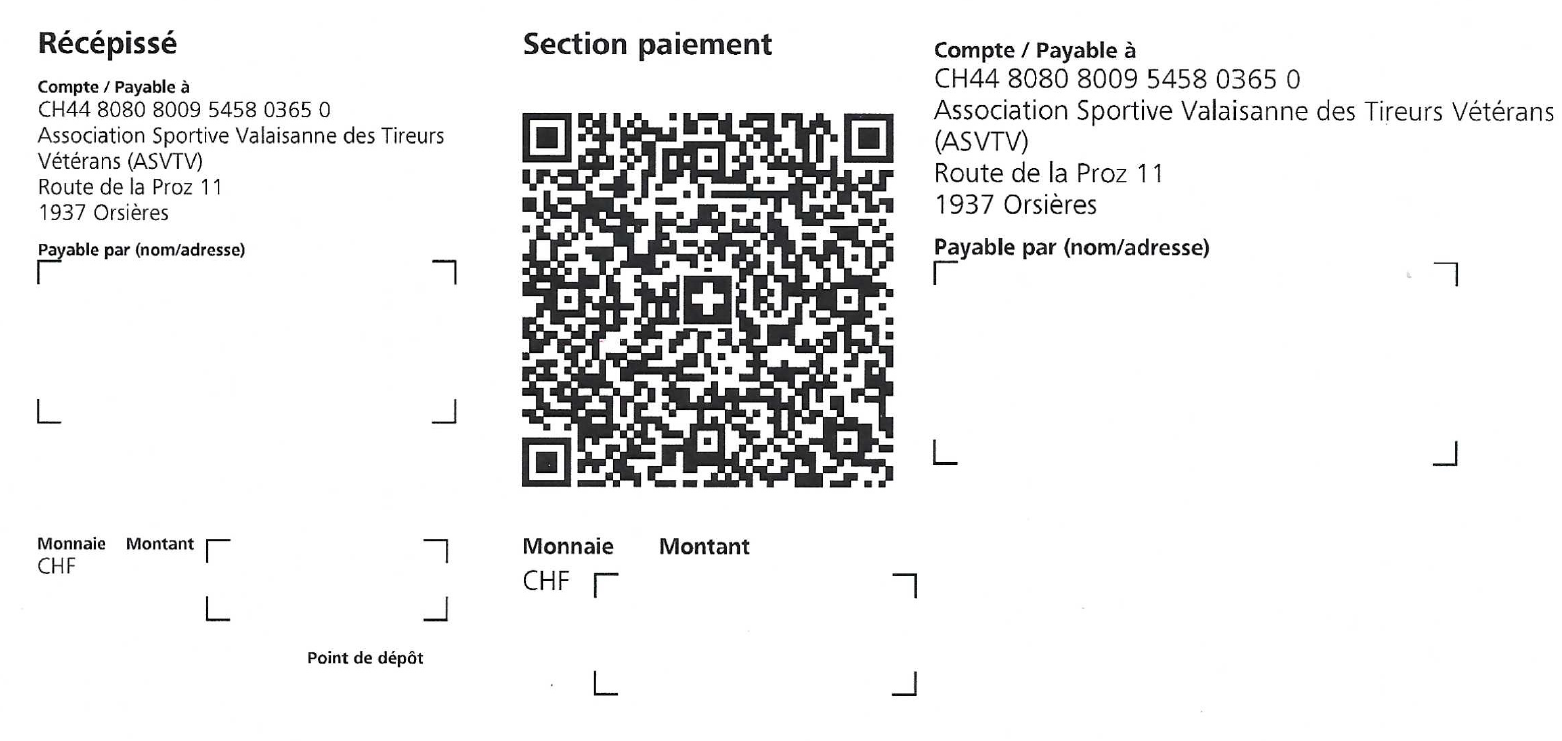 Récépissé
Compte / Payable à
CH44 8080 8009 5458 0365 0
Association Sportive Valaisanne des Tireurs
Vétérans (ASVTV)
Route de la Proz 11
1937 Orsières
Payable par (nom/adresse)
Monnaie Montant
CHF
Point de dépôt
Section paiement
Monnaie Montant
CHF
Compte / Payable à
CH44 8080 8009 5458 0365 0
Association Sportive Valaisanne des Tireurs Vétérans
(ASVTV)
Route de la Proz 11
1937 Orsières
Payable par (nom/adresse)